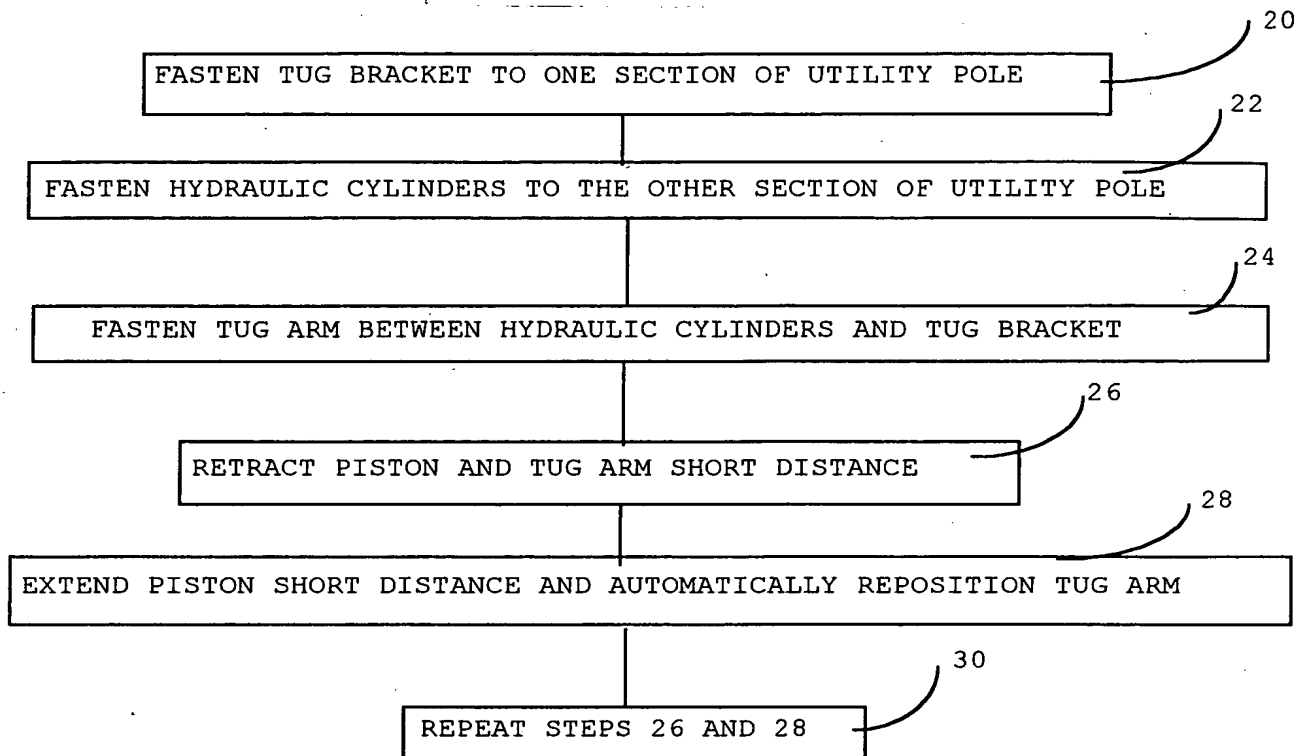 20
FASTEN TUG BRACKET TO ONE SECTION OF UTILITY POLE
22
FASTEN HYDRAULIC CYLINDERS TO THE OTHER SECTION OF UTILITY POLE
24
FASTEN TUG ARM BETWEEN HYDRAULIC CYLINDERS AND TUG BRACKET
26
RETRACT PISTON AND TUG ARM SHORT DISTANCE
28
EXTEND PISTON SHORT DISTANCE AND AUTOMATICALLY REPOSITION TUG ARM
30
REPEAT STEPS 26 AND 28